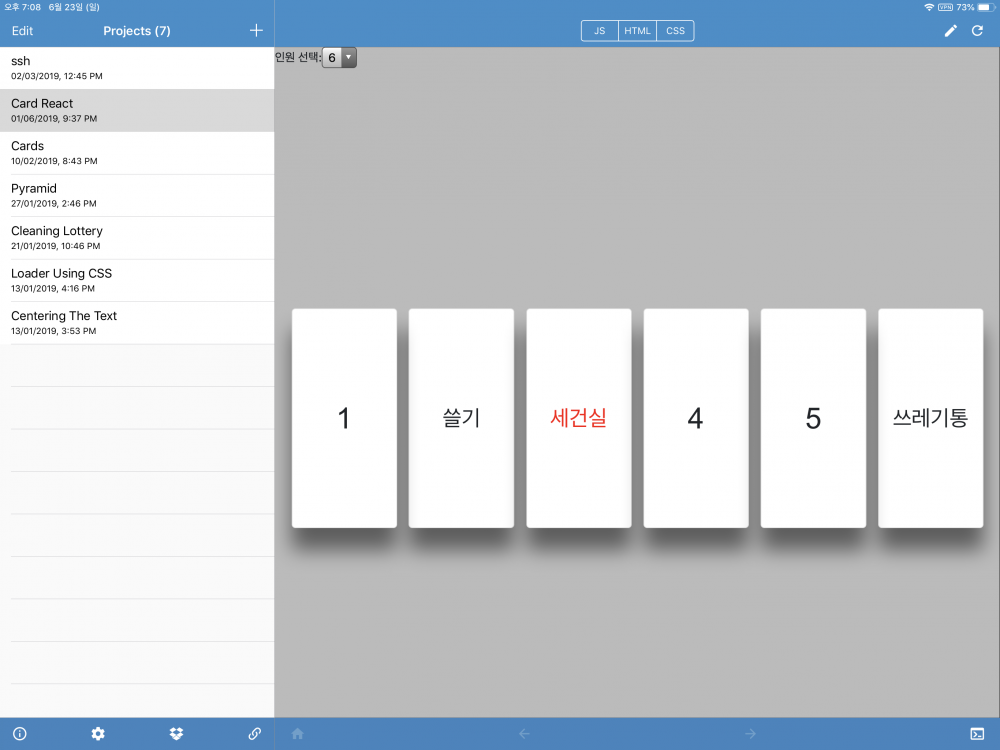 오후 7:08 6월 23일 (일)
VPN 73%
Edit Projects (7)
JS HTML CSS
인원 선택: 6
ssh
02/03/2019, 12:45 PM
Card React
01/06/2019, 9:37 PM
Cards
10/02/2019, 8:43 PM
Pyramid
27/01/2019, 2:46 PM
Cleaning Lottery
21/01/2019, 10:46 PM
Loader Using CSS
13/01/2019, 4:16 PM
Centering The Text
13/01/2019, 3:53 PM
1 쓸기 세건실 4 5 쓰레기통